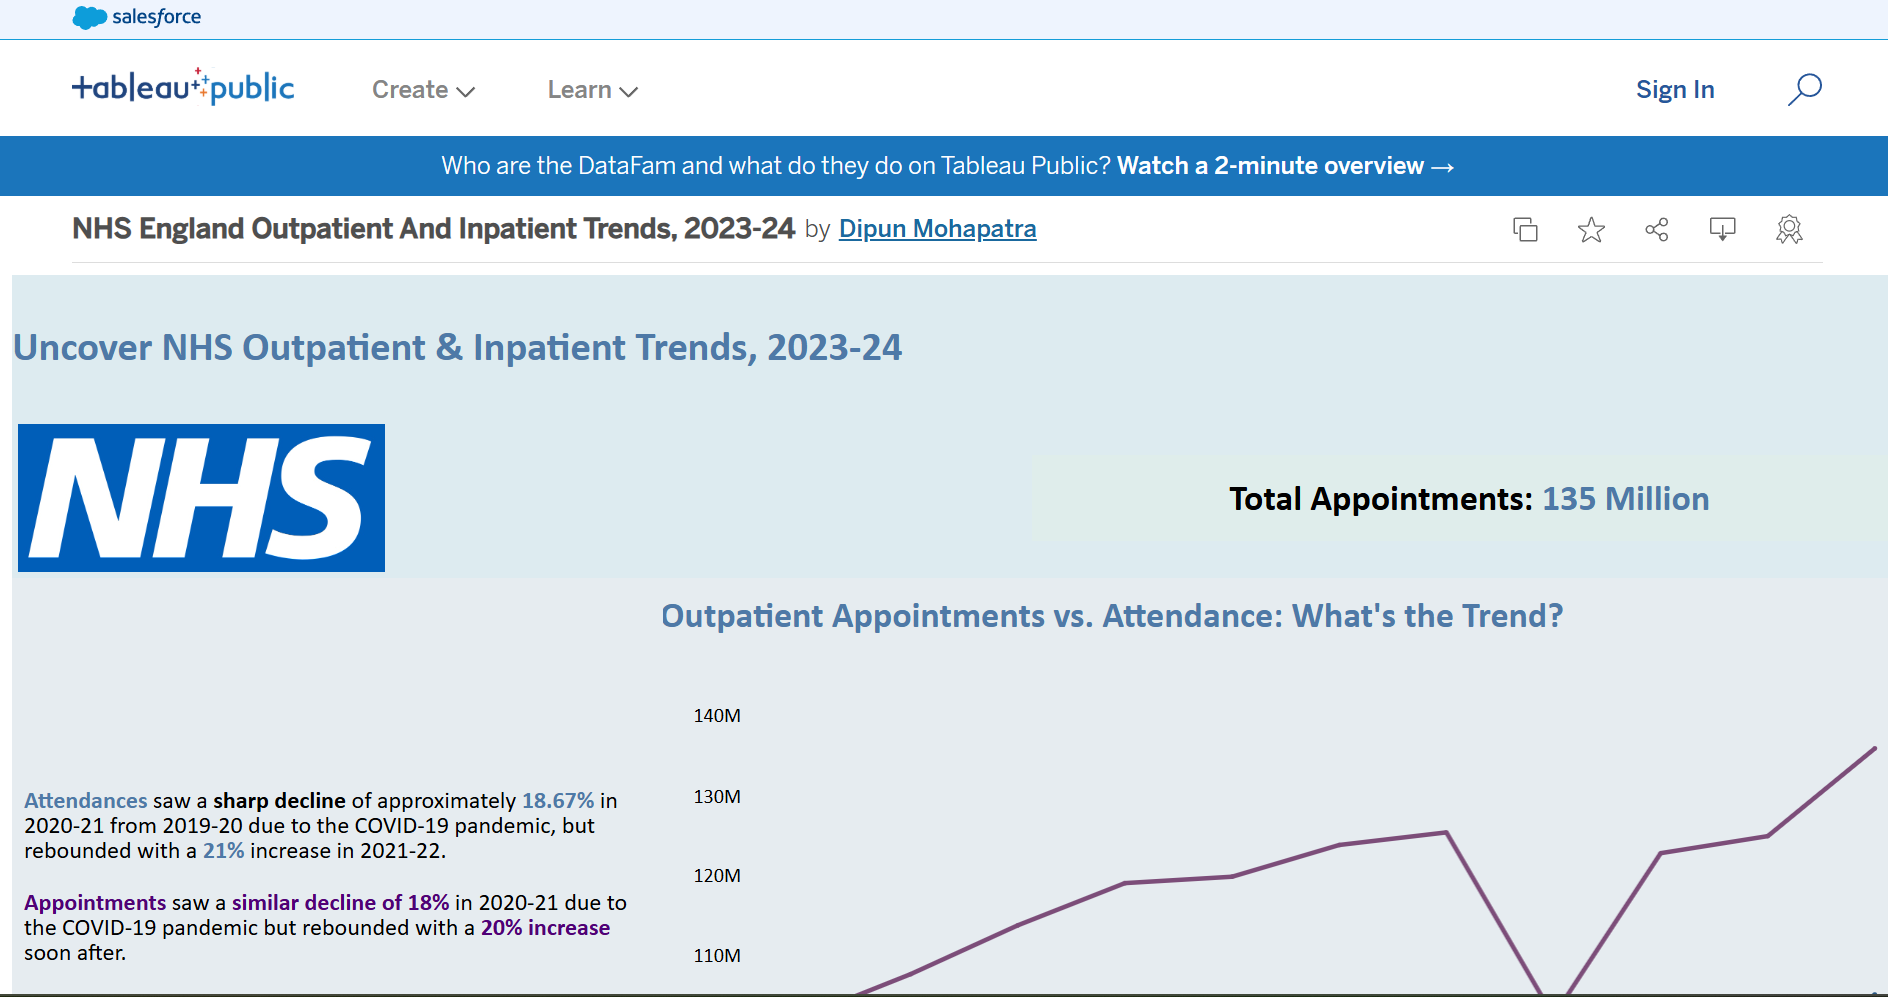 salesforce
tableau public
Create
Learn
Sign In
Who are the DataFam and what do they do on Tableau Public? Watch a 2-minute overview →
NHS England Outpatient And Inpatient Trends, 2023-24 by Dipun Mohapatra
Uncover NHS Outpatient & Inpatient Trends, 2023-24
NHS
Total Appointments: 135 Million
Outpatient Appointments vs. Attendance: What's the Trend?
140M
130M
120M
110M
Attendances saw a sharp decline of approximately 18.67% in
2020-21 from 2019-20 due to the COVID-19 pandemic, but
rebounded with a 21% increase in 2021-22.
Appointments saw a similar decline of 18% in 2020-21 due to
the COVID-19 pandemic but rebounded with a 20% increase
soon after.